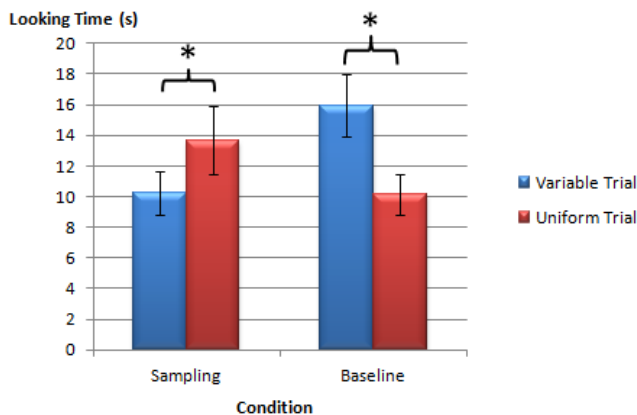 Looking Time (s)
20
18
16
14
12
10
8
6
4
2
0
*
*
Sampling
Baseline
Condition
Variable Trial
Uniform Trial